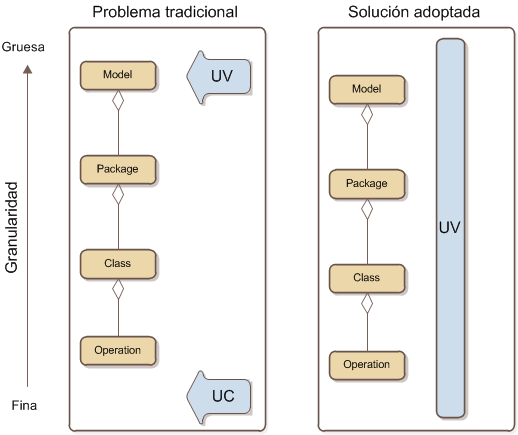 Problema tradicional
Solución adoptada
Gruesa
Granularidad
Fina
Model
UV
Package
Class
Operation
UC
Model
Package
UV
Class
Operation